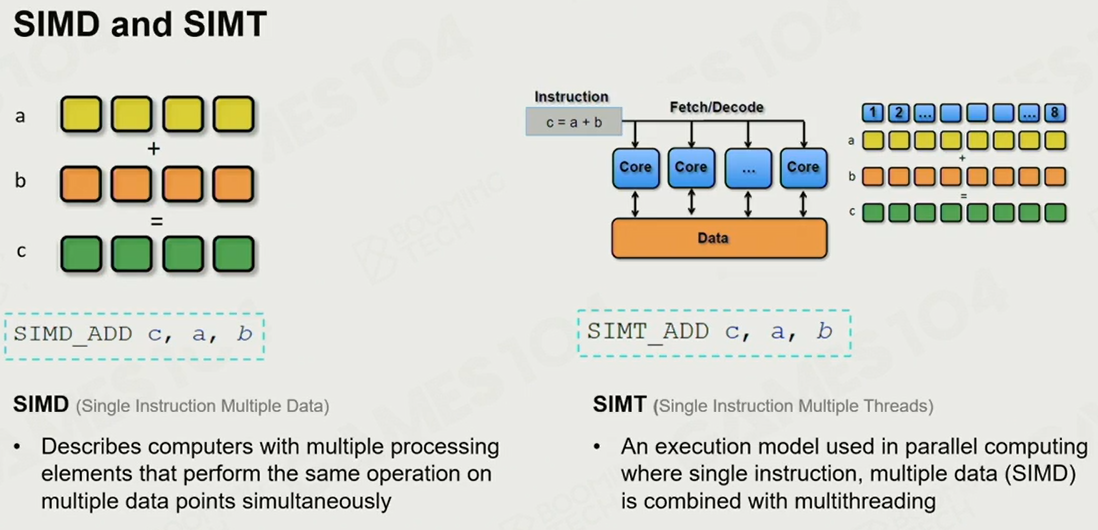 SIMD and SIMT
a
+
b
=
c
SIMD_ADD c, a, b
SIMD (Single Instruction Multiple Data)
• Describes computers with multiple processing
elements that perform the same operation on
multiple data points simultaneously
Instruction
c = a + b
Fetch/Decode
Core
Core
...
Core
Data
1 2 ... ... 8
a
+
b
=
c
SIMT_ADD c, a, b
SIMT (Single Instruction Multiple Threads)
• An execution model used in parallel computing
where single instruction, multiple data (SIMD)
is combined with multithreading
GAMES104
BOOMING
TECH